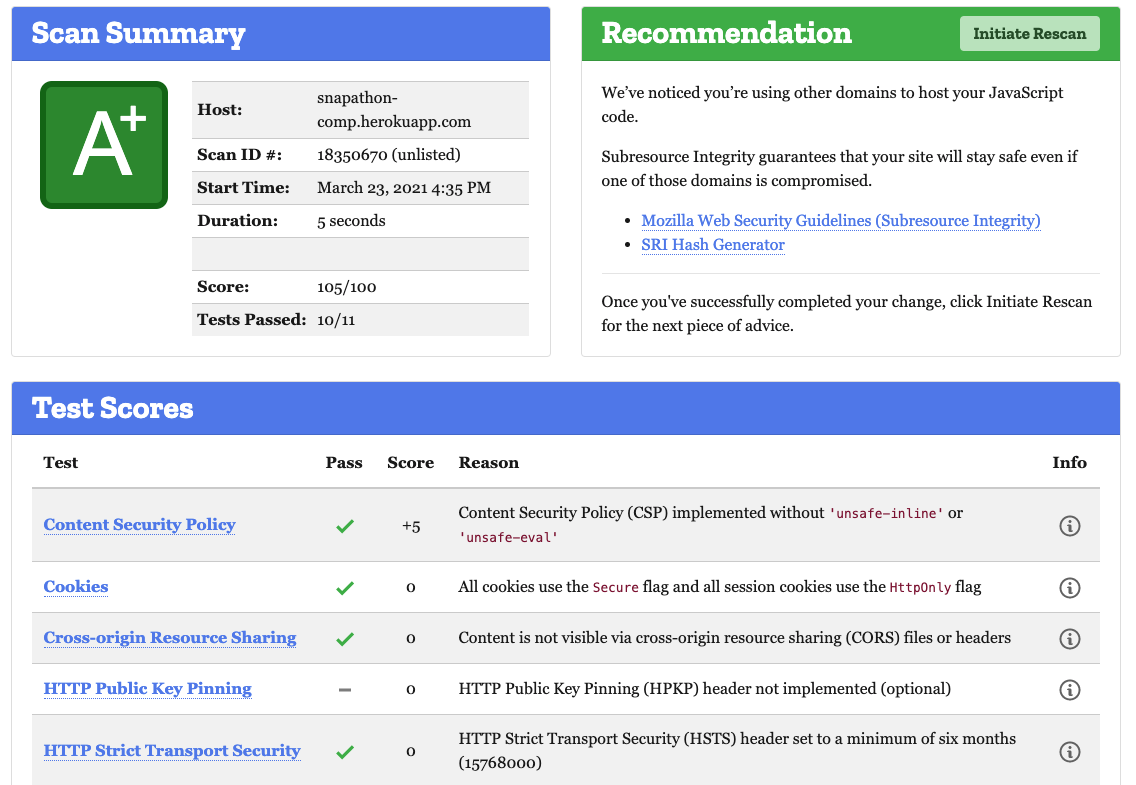 Scan Summary
A+
Host:
snapathon-
comp.herokuapp.com
Scan ID #:
18350670 (unlisted)
Start Time:
March 23, 2021 4:35 PM
Duration:
5 seconds
Score:
105/100
Tests Passed:
10/11
Recommendation
Initiate Rescan
We’ve noticed you’re using other domains to host your JavaScript
code.
Subresource Integrity guarantees that your site will stay safe even if
one of those domains is compromised.
• Mozilla Web Security Guidelines (Subresource Integrity)
• SRI Hash Generator
Once you've successfully completed your change, click Initiate Rescan
for the next piece of advice.
Test Scores
Test Pass Score Reason Info
Content Security Policy
+5
Content Security Policy (CSP) implemented without 'unsafe-inline' or
'unsafe-eval'
Cookies
0
All cookies use the Secure flag and all session cookies use the HttpOnly flag
Cross-origin Resource Sharing
0
Content is not visible via cross-origin resource sharing (CORS) files or headers
HTTP Public Key Pinning
–
0
HTTP Public Key Pinning (HPKP) header not implemented (optional)
HTTP Strict Transport Security
0
HTTP Strict Transport Security (HSTS) header set to a minimum of six months
(15768000)